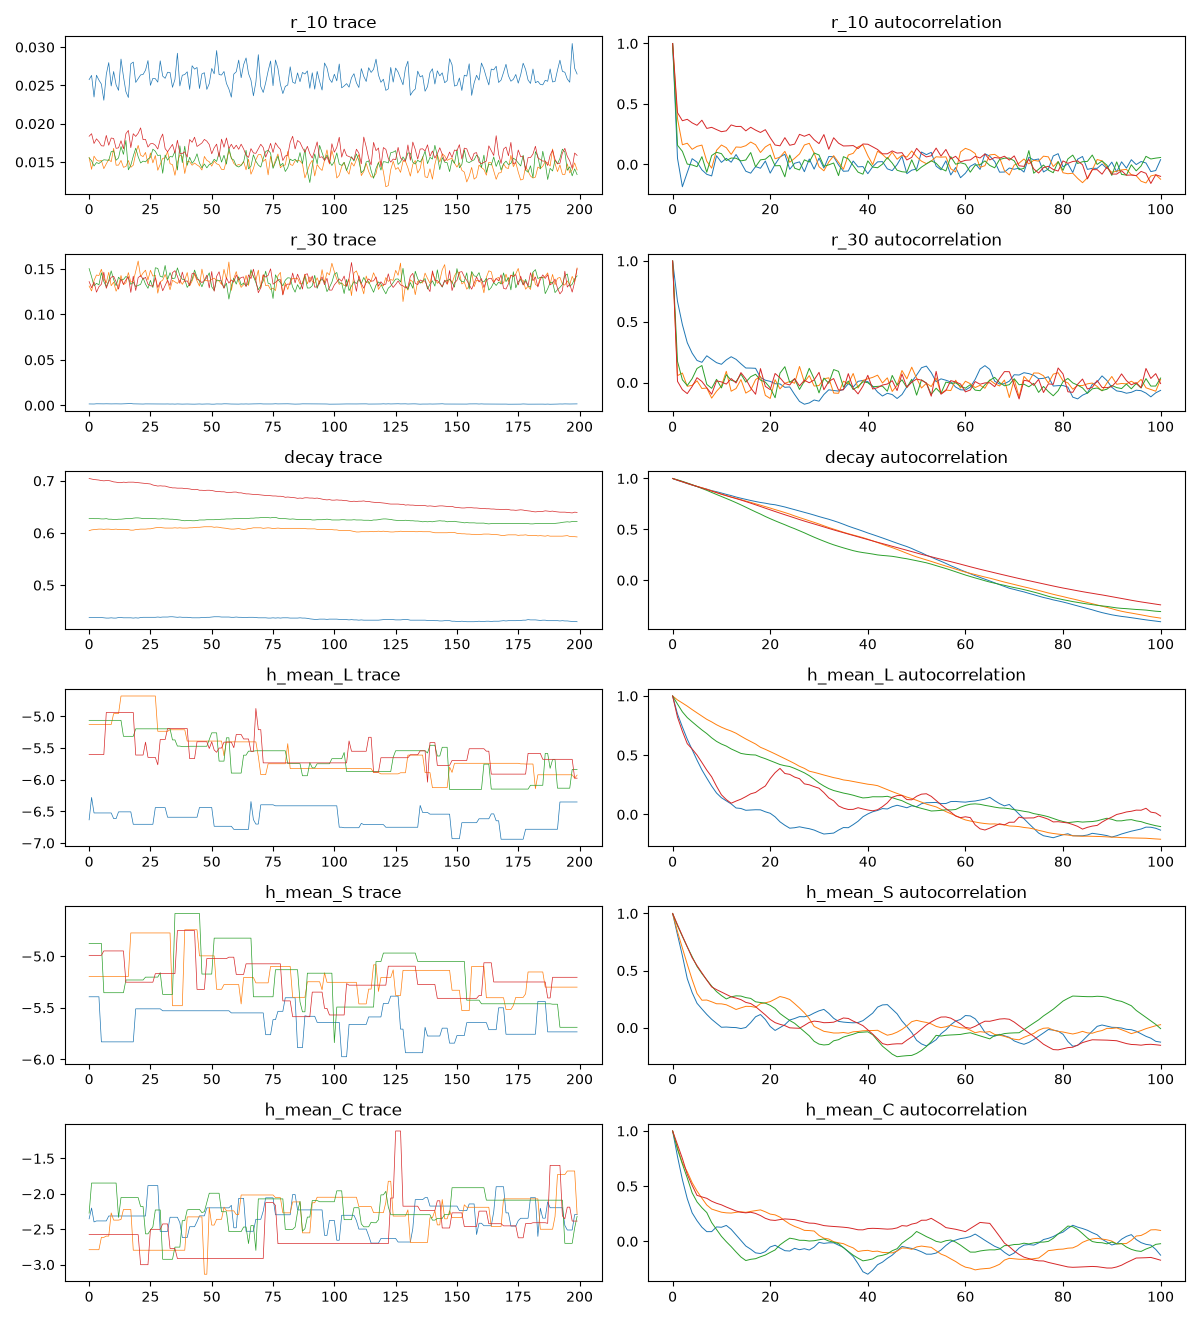 r_10 trace
r_10 autocorrelation
0.030
0.025
0.020
0.015
0 25 50 75 100 125 150 175 200
1.0
0.5
0.0
0 20 40 60 80 100
r_30 trace
r_30 autocorrelation
0.15
0.10
0.05
0.00
0 25 50 75 100 125 150 175 200
1.0
0.5
0.0
0 20 40 60 80 100
decay trace
decay autocorrelation
0.7
0.6
0.5
0 25 50 75 100 125 150 175 200
1.0
0.5
0.0
0 20 40 60 80 100
h_mean_L trace
h_mean_L autocorrelation
−5.0
−5.5
−6.0
−6.5
−7.0
0 25 50 75 100 125 150 175 200
1.0
0.5
0.0
0 20 40 60 80 100
h_mean_S trace
h_mean_S autocorrelation
−5.0
−5.5
−6.0
0 25 50 75 100 125 150 175 200
1.0
0.5
0.0
0 20 40 60 80 100
h_mean_C trace
h_mean_C autocorrelation
−1.5
−2.0
−2.5
−3.0
0 25 50 75 100 125 150 175 200
1.0
0.5
0.0
0 20 40 60 80 100